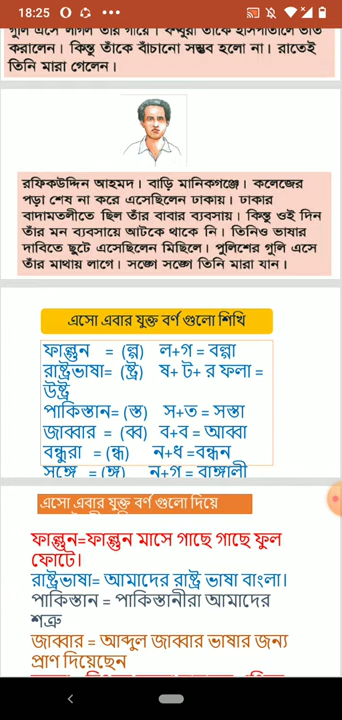 18:25
গুলি এসে লাগল তাঁর গায়ে। বন্ধুরা তাঁকে হাসপাতালে ভর্তি
করালেন। কিন্তু তাঁকে বাঁচানো সম্ভব হলো না। রাতেই
তিনি মারা গেলেন।
রফিকউদ্দিন আহমদ। বাড়ি মানিকগঞ্জে। কলেজের
পড়া শেষ না করে এসেছিলেন ঢাকায়। ঢাকার
বাদামতলীতে ছিল তাঁর বাবার ব্যবসায়। কিন্তু ওই দিন
তাঁর মন ব্যবসায়ে আটকে থাকে নি। তিনিও ভাষার
দাবিতে ছুটে এসেছিলেন মিছিলে। পুলিশের গুলি এসে
তাঁর মাথায় লাগে। সঙ্গে সঙ্গে তিনি মারা যান।
এসো এবার যুক্ত বর্ণ গুলো শিখি
ফাল্গুন = (ল্গ) ল+গ = বল্গা
রাষ্ট্রভাষা= (ষ্ট্র) ষ+ ট+ র ফলা =
উষ্ট্র
পাকিস্তান= (স্ত) স+ত = সস্তা
জাব্বার = (ব্ব) ব+ব = আব্বা
বন্ধুরা = (ন্ধ) ন+ধ =বন্ধন
সঙ্গে = (ঙ্গ) ন+গ = বাঙ্গালী
এসো এবার যুক্ত বর্ণ গুলো দিয়ে
ফাল্গুন=ফাল্গুন মাসে গাছে গাছে ফুল
ফোটে।
রাষ্ট্রভাষা= আমাদের রাষ্ট্র ভাষা বাংলা।
পাকিস্তান = পাকিস্তানীরা আমাদের
শত্রু
জাব্বার = আব্দুল জাব্বার ভাষার জন্য
প্রাণ দিয়েছেন